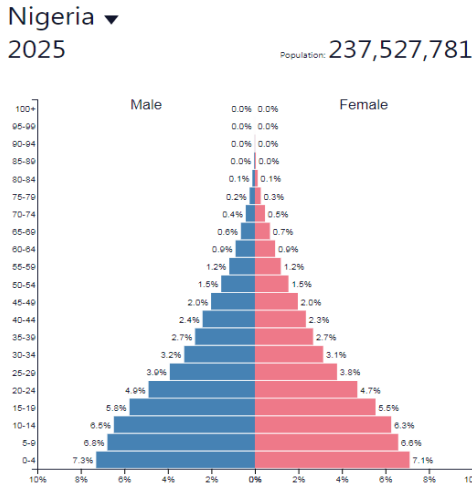 Nigeria
2025
Population: 237,527,781
Male Female
100+ 0.0% 0.0%
95-99 0.0% 0.0%
90-94 0.0% 0.0%
85-89 0.0% 0.0%
80-84 0.1% 0.1%
75-79 0.2% 0.3%
70-74 0.4% 0.5%
65-69 0.6% 0.7%
60-64 0.9% 0.9%
55-59 1.2% 1.2%
50-54 1.5% 1.5%
45-49 2.0% 2.0%
40-44 2.4% 2.3%
35-39 2.7% 2.7%
30-34 3.2% 3.1%
25-29 3.9% 3.8%
20-24 4.9% 4.7%
15-19 5.8% 5.5%
10-14 6.5% 6.3%
5-9 6.8% 6.6%
0-4 7.3% 7.1%
10% 8% 6% 4% 2% 0% 2% 4% 6% 8%